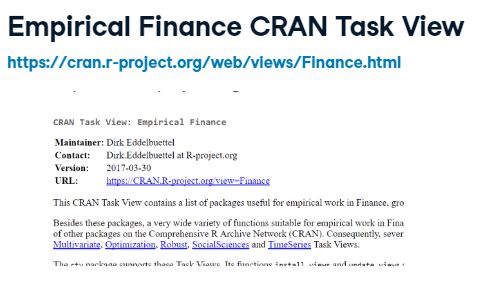 Empirical Finance CRAN Task View
https://cran.r-project.org/web/views/Finance.html
CRAN Task View: Empirical Finance
Maintainer: Dirk Eddelbuettel
Contact: Dirk.Eddelbuettel at R-project.org
Version: 2017-03-30
URL: https://CRAN.R-project.org/view=Finance
This CRAN Task View contains a list of packages useful for empirical work in Finance, gro
Besides these packages, a very wide variety of functions suitable for empirical work in Fina
of other packages on the Comprehensive R Archive Network (CRAN). Consequently, sever
Multivariate, Optimization, Robust, SocialSciences and TimeSeries Task Views.
The ctv package supports these Task Views. Its functions install.views and update.views